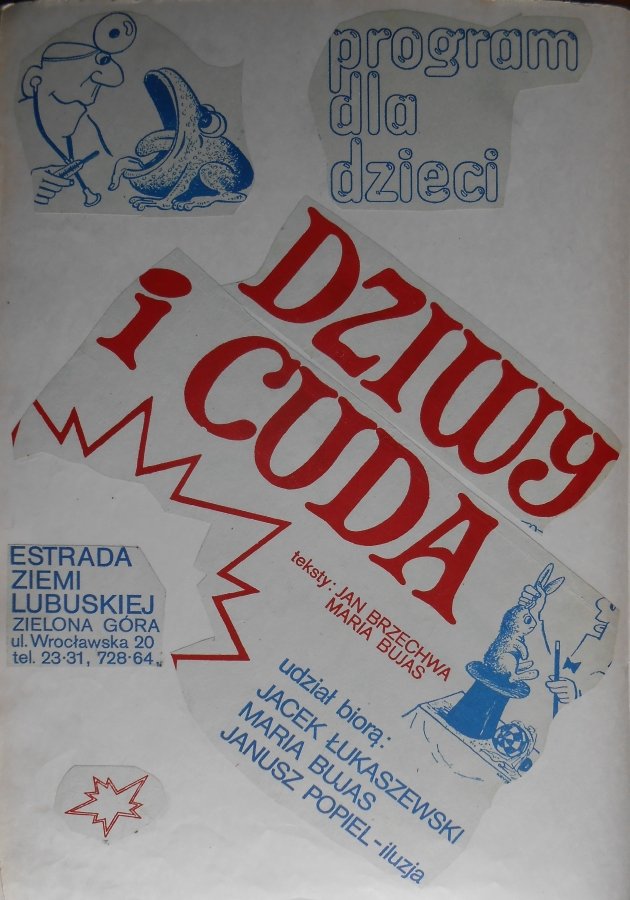 program
dla
dzieci
DZIWY
i CUDA
teksty: JAN BRZECHWA
MARIA BUJAS
ESTRADA
ZIEMI
LUBUSKIEJ
ZIELONA GÓRA
ul. Wrocławska 20
tel. 23-31, 728-64
udział biorą:
JACEK ŁUKASZEWSKI
MARIA BUJAS
JANUSZ POPIEL - iluzja